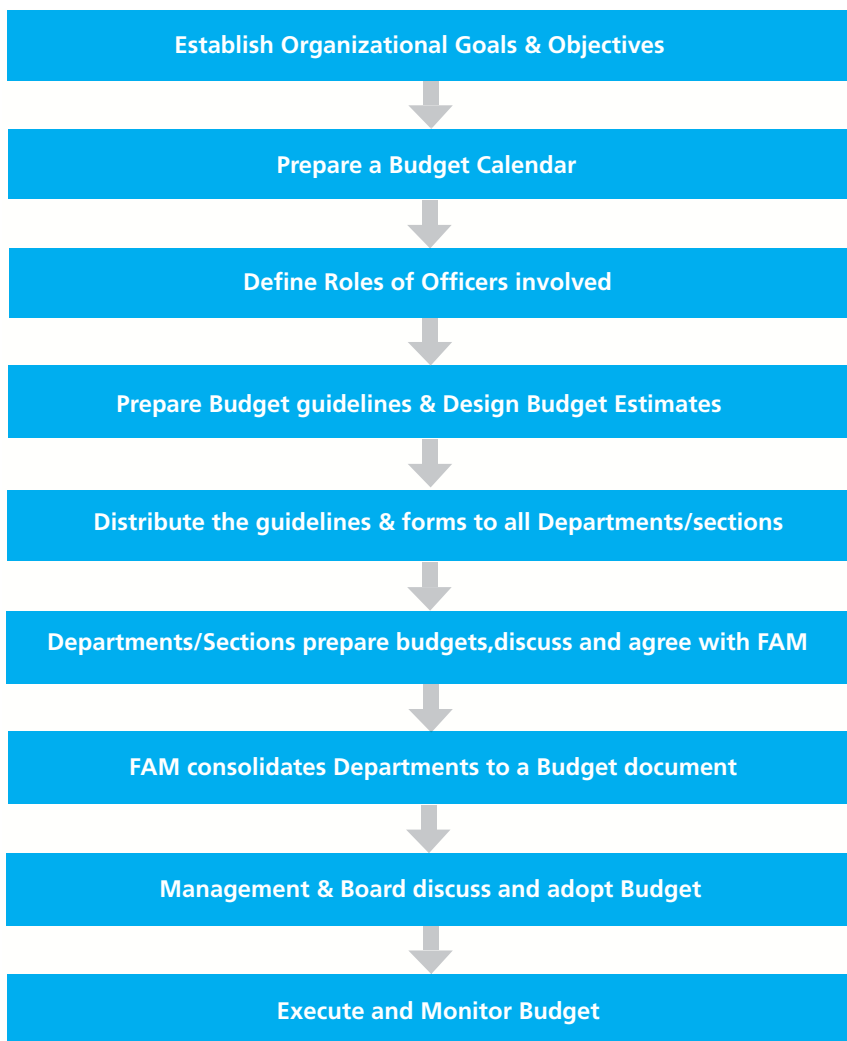 Establish Organizational Goals & Objectives
Prepare a Budget Calendar
Define Roles of Officers involved
Prepare Budget guidelines & Design Budget Estimates
Distribute the guidelines & forms to all Departments/sections
Departments/Sections prepare budgets,discuss and agree with FAM
FAM consolidates Departments to a Budget document
Management & Board discuss and adopt Budget
Execute and Monitor Budget